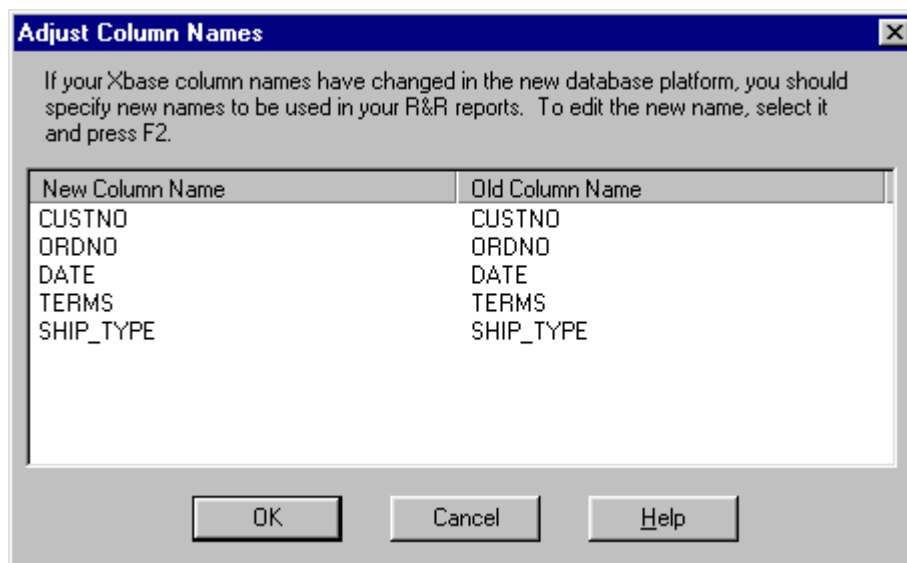 Adjust Column Names
If your Xbase column names have changed in the new database platform, you should
specify new names to be used in your R&R reports.  To edit the new name, select it
and press F2.
New Column Name Old Column Name
CUSTNO CUSTNO
ORDNO ORDNO
DATE DATE
TERMS TERMS
SHIP_TYPE SHIP_TYPE
OK Cancel Help